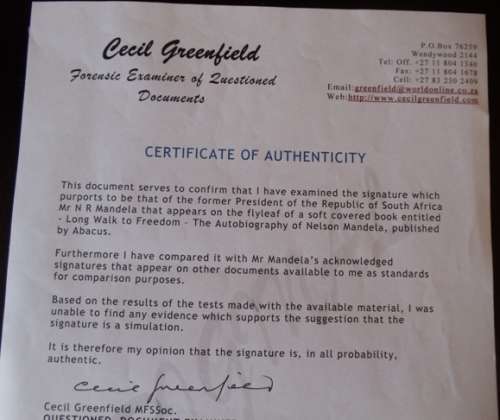 Cecil Greenfield
Forensic Examiner of Questioned
Documents
P.O.Box 76259
Wendywood 2144
Tel: Off. +27 11 804 1540
Fax: +27 11 804 1678
Cell: +27 83 250 2409
Email:greenfield@worldonline.co.za
Web:http://www.cecilgreenfield.com
CERTIFICATE OF AUTHENTICITY
This document serves to confirm that I have examined the signature which
purports to be that of the former President of the Republic of South Africa
Mr N R Mandela that appears on the flyleaf of a soft covered book entitled
- Long Walk to Freedom - The Autobiography of Nelson Mandela, published
by Abacus.
Furthermore I have compared it with Mr Mandela's acknowledged
signatures that appear on other documents available to me as standards
for comparison purposes.
Based on the results of the tests made with the available material, I was
unable to find any evidence which supports the suggestion that the
signature is a simulation.
It is therefore my opinion that the signature is, in all probability,
authentic.
Cecil Greenfield
Cecil Greenfield MFSSoc.
QUESTIONED DOCUMENT EXAMINER